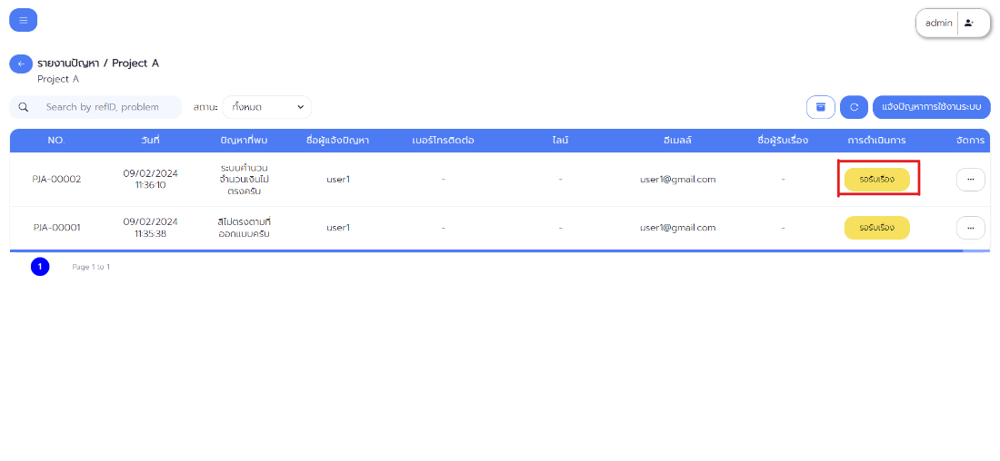 admin
รายงานปัญหา / Project A
Project A
Search by refID, problem
สถานะ
ทั้งหมด
แจ้งปัญหาการใช้งานระบบ
NO. วันที่ ปัญหาที่พบ ชื่อผู้แจ้งปัญหา เบอร์โทรติดต่อ ไลน์ อีเมลล์ ชื่อผู้รับเรื่อง การดำเนินการ จัดการ
PJA-00002
09/02/2024
11:36:10
ระบบคำนวน
จำนวนเงินไม่
ตรงครับ
user1
-
-
user1@gmail.com
-
รอรับเรื่อง
PJA-00001
09/02/2024
11:35:38
สีไม่ตรงตามที่
ออกแบบครับ
user1
-
-
user1@gmail.com
-
รอรับเรื่อง
1
Page 1 to 1